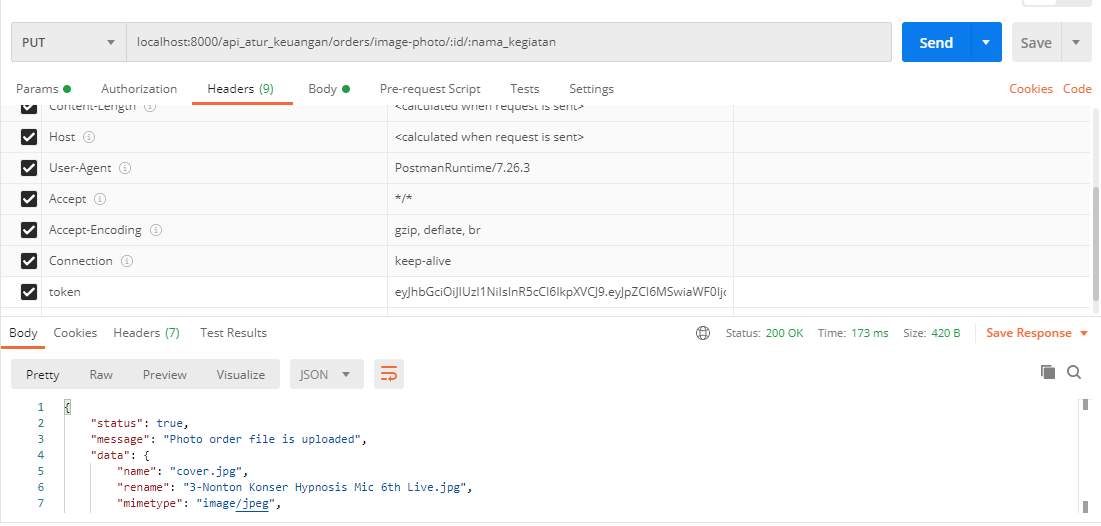 PUT localhost:8000/api_atur_keuangan/orders/image-photo/:id/:nama_kegiatan Send Save
Params Authorization Headers (9) Body Pre-request Script Tests Settings Cookies Code
Content-Length <calculated when request is sent>
Host <calculated when request is sent>
User-Agent PostmanRuntime/7.26.3
Accept */*
Accept-Encoding gzip, deflate, br
Connection keep-alive
token
Body Cookies Headers (7) Test Results Status: 200 OK Time: 173 ms Size: 420 B Save Response
Pretty Raw Preview Visualize JSON
1 {
2 "status": true,
3 "message": "Photo order file is uploaded",
4 "data": {
5 "name": "cover.jpg",
6 "rename": "3-Nonton Konser Hypnosis Mic 6th Live.jpg",
7 "mimetype": "image/jpeg",